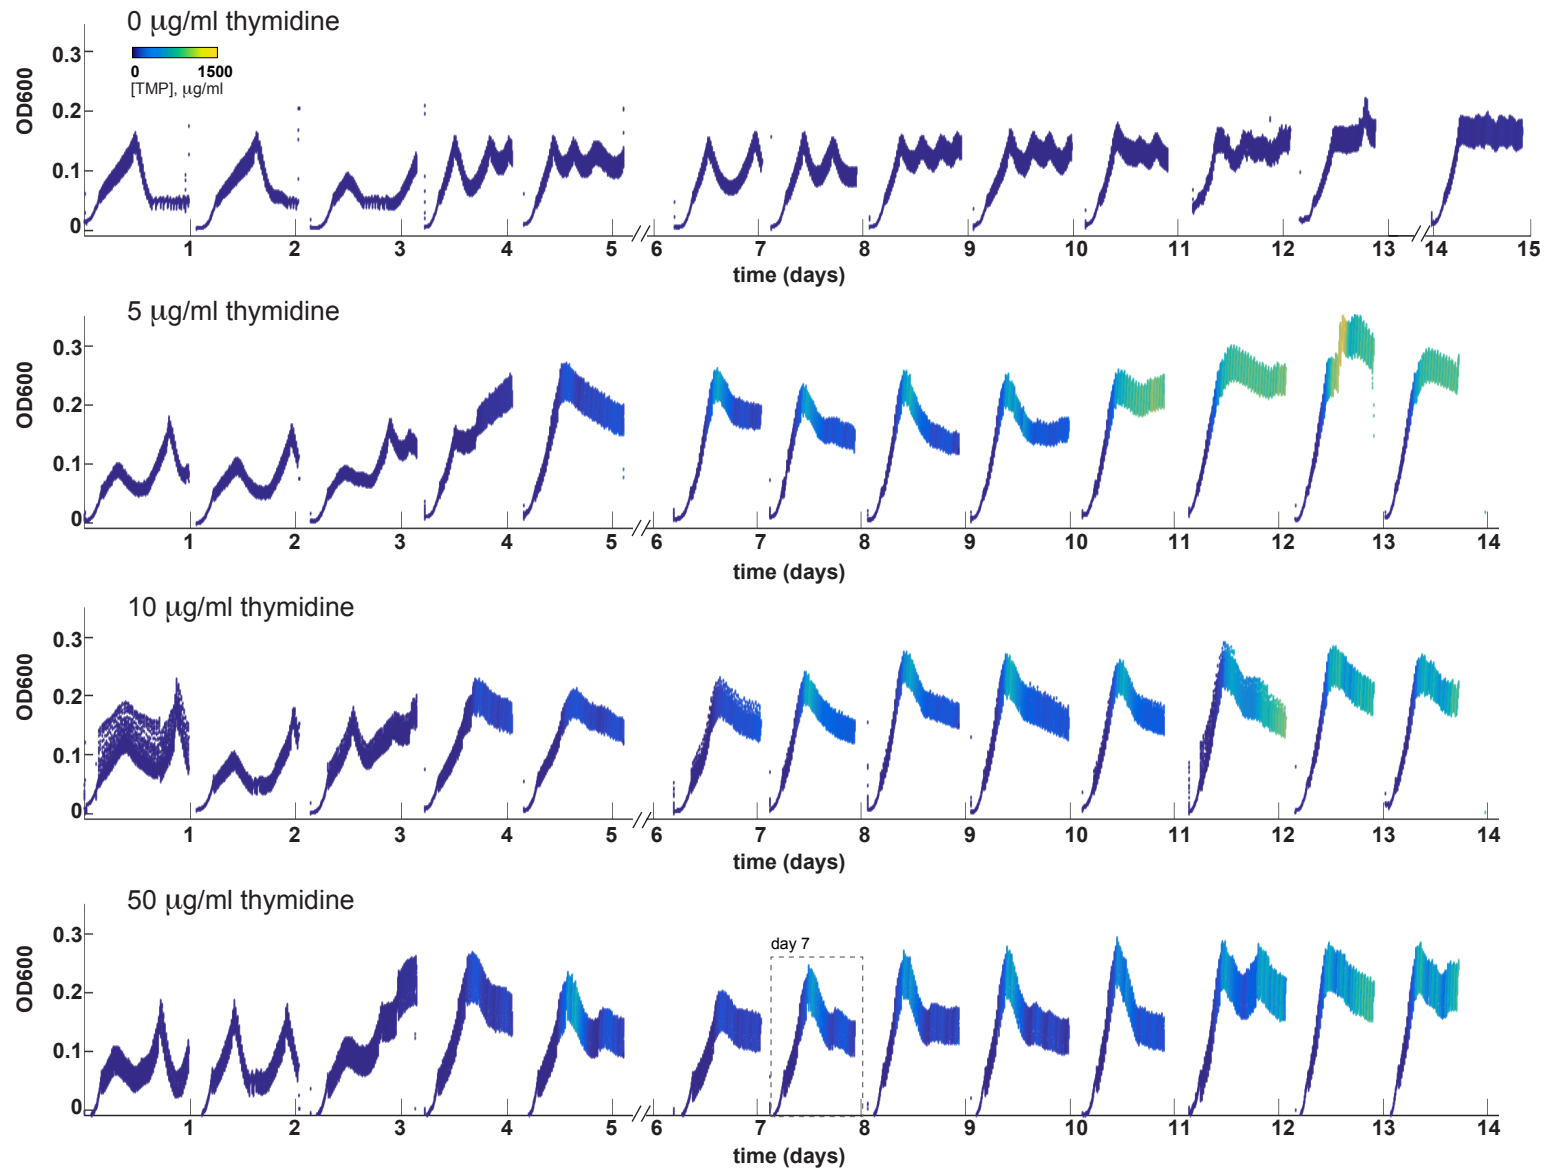 0 μg/ml thymidine
0 1500
[TMP], μg/ml
OD600
0.3
0.2
0.1
0
1 2 3 4 5 6 7 8 9 10 11 12 13 14 15
time (days)
5 μg/ml thymidine
OD600
0.3
0.2
0.1
0
1 2 3 4 5 6 7 8 9 10 11 12 13 14
time (days)
10 μg/ml thymidine
OD600
0.3
0.2
0.1
0
1 2 3 4 5 6 7 8 9 10 11 12 13 14
time (days)
50 μg/ml thymidine
OD600
0.3
0.2
0.1
0
day 7
1 2 3 4 5 6 7 8 9 10 11 12 13 14
time (days)